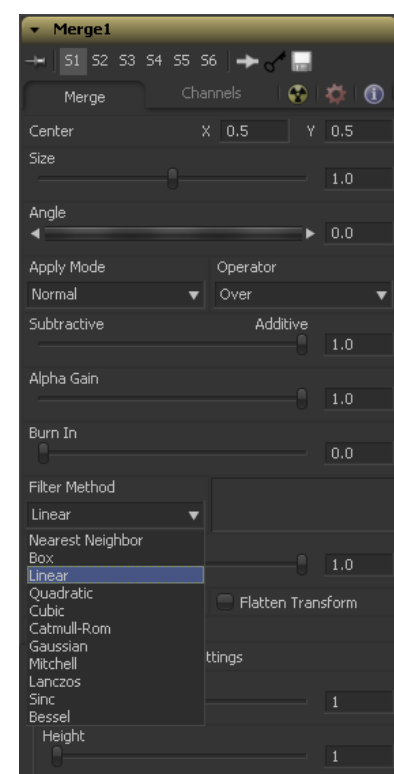 Merge1
S1 S2 S3 S4 S5 S6
Merge Channels
Center X 0.5 Y 0.5
Size
1.0
Angle
0.0
Apply Mode Operator
Normal Over
Subtractive Additive
1.0
Alpha Gain
1.0
Burn In
0.0
Filter Method
Linear
Nearest Neighbor
Box
Linear
1.0
Quadratic
Flatten Transform
Cubic
Catmull-Rom
Gaussian
ttings
Mitchell
Lanczos
Sinc
1
Bessel
Height
1